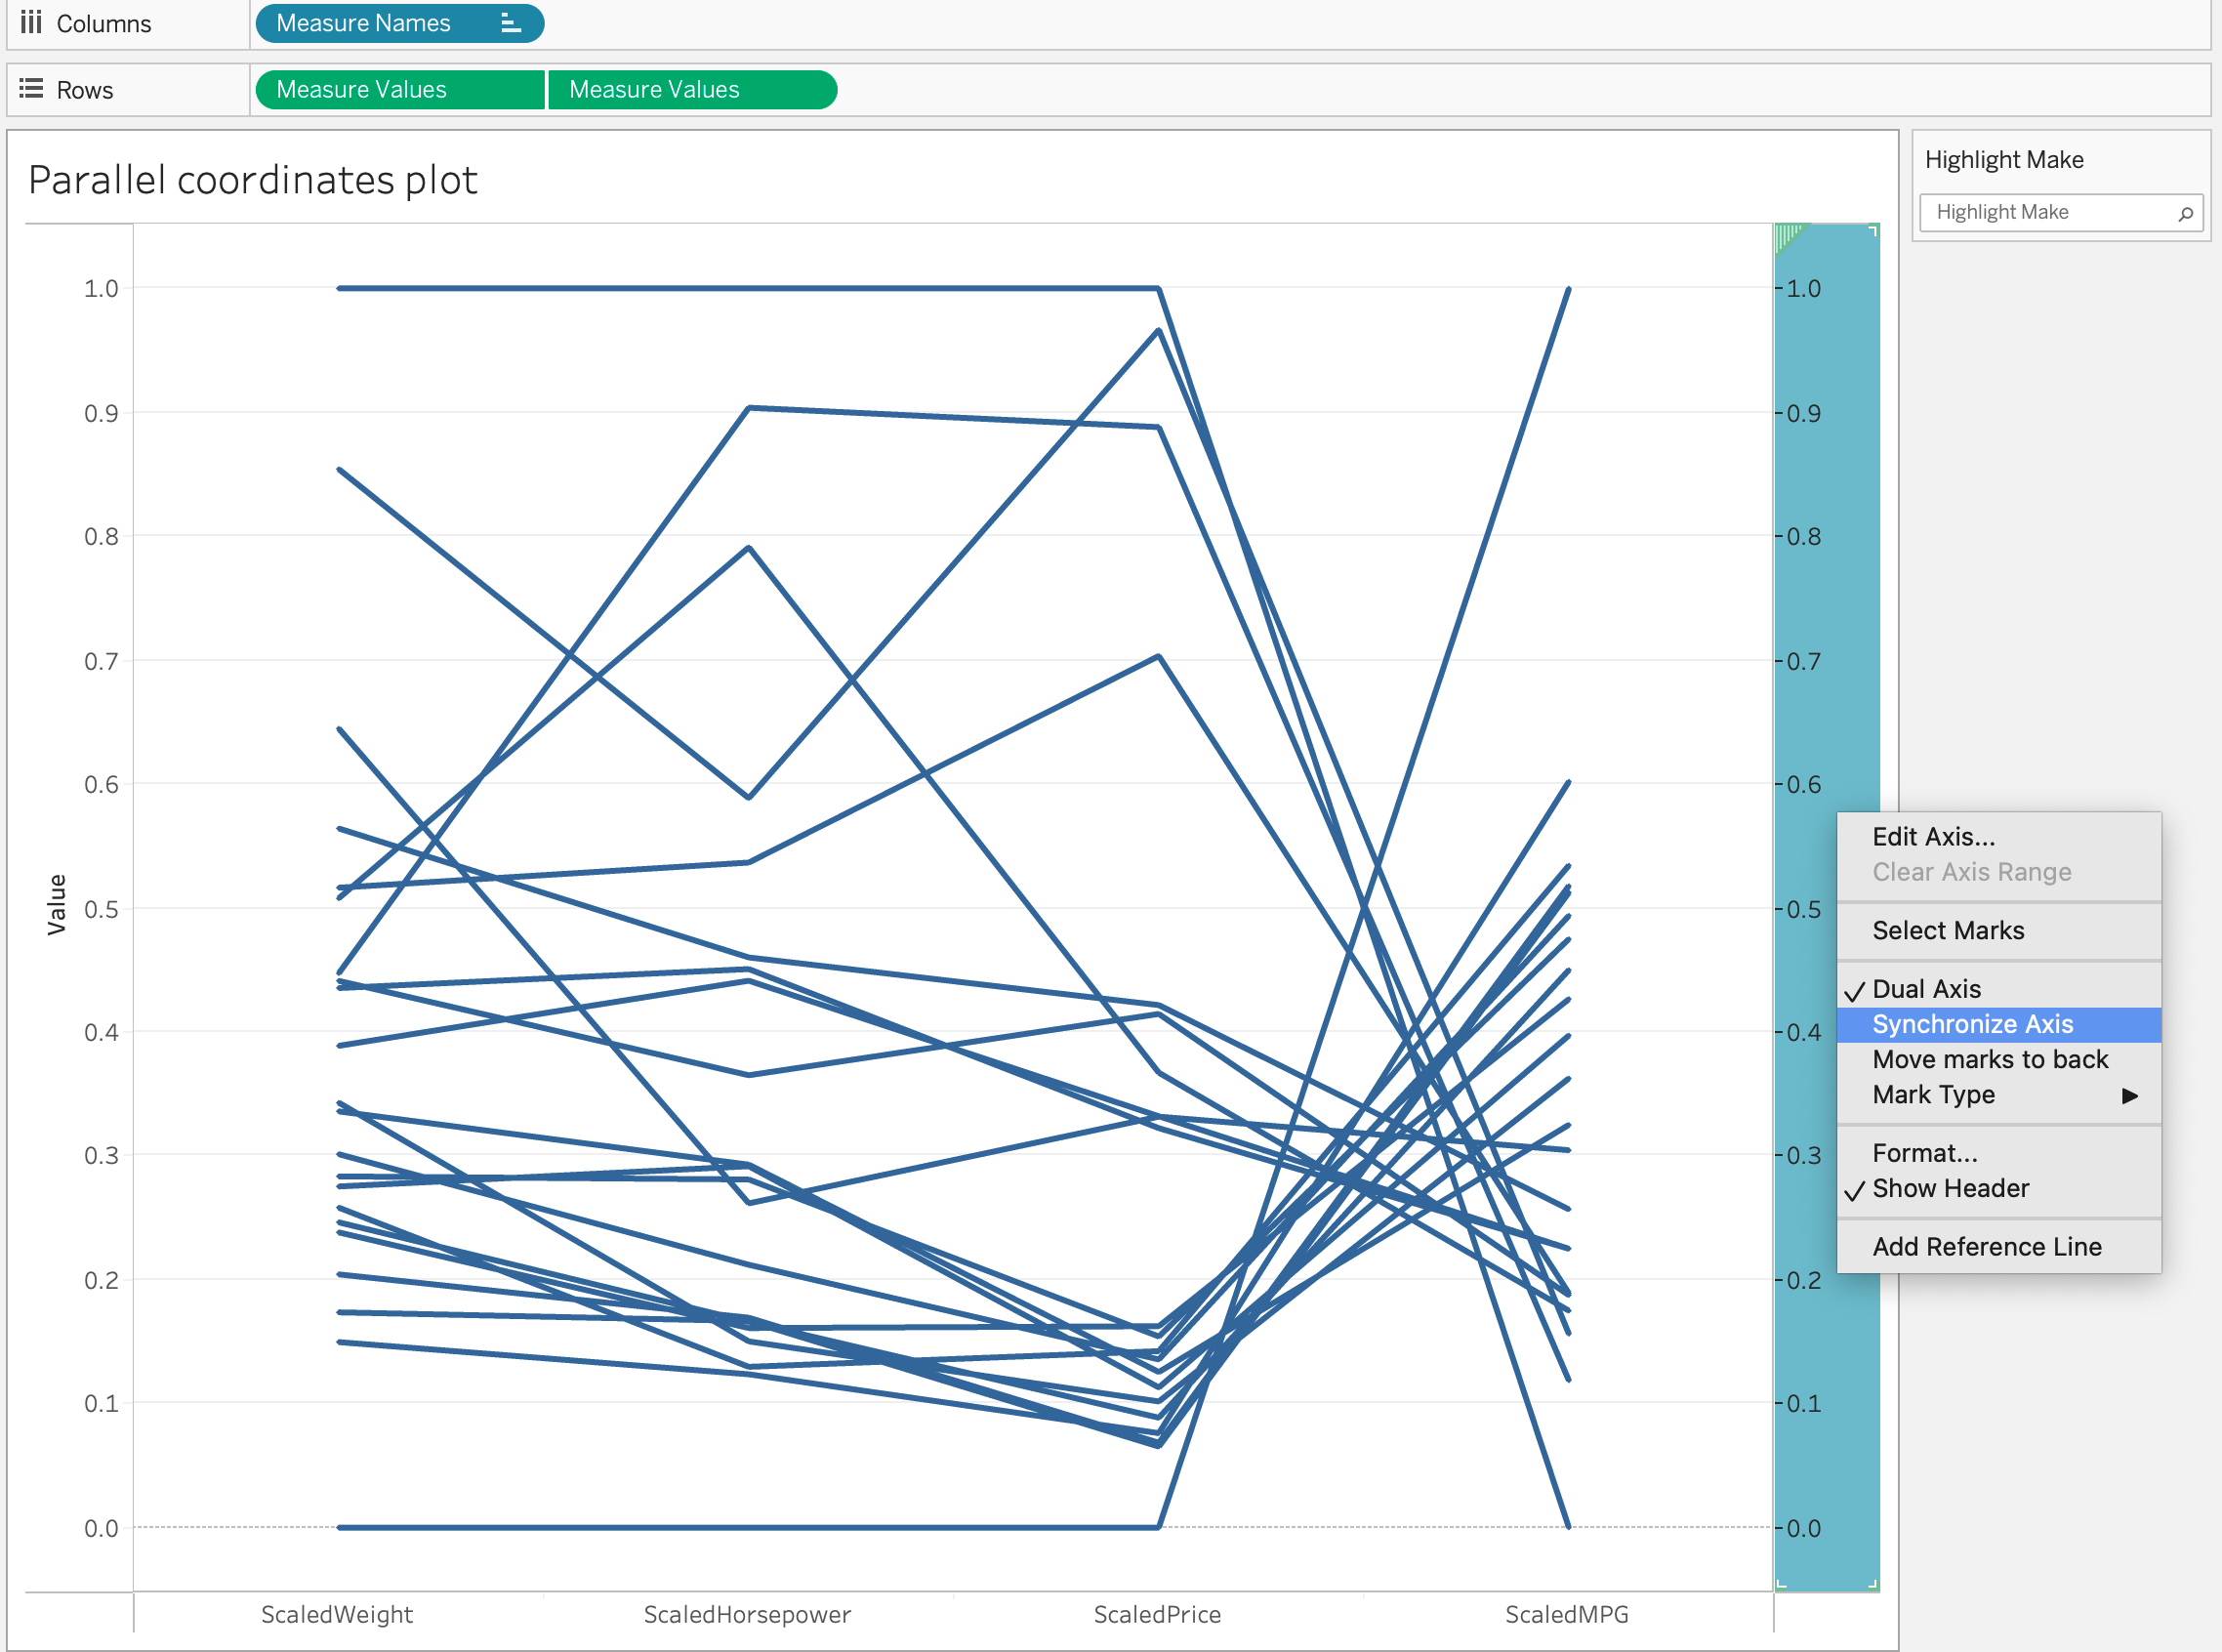 Columns
Measure Names
Rows
Measure Values
Measure Values
Parallel coordinates plot
Highlight Make
Highlight Make
1.0
0.9
0.8
0.7
0.6
0.5
0.4
0.3
0.2
0.1
0.0
Value
1.0
0.9
0.8
0.7
0.6
0.5
0.4
0.3
0.2
0.1
0.0
Edit Axis...
Clear Axis Range
Select Marks
Dual Axis
Synchronize Axis
Move marks to back
Mark Type
Format...
Show Header
Add Reference Line
ScaledWeight
ScaledHorsepower
ScaledPrice
ScaledMPG